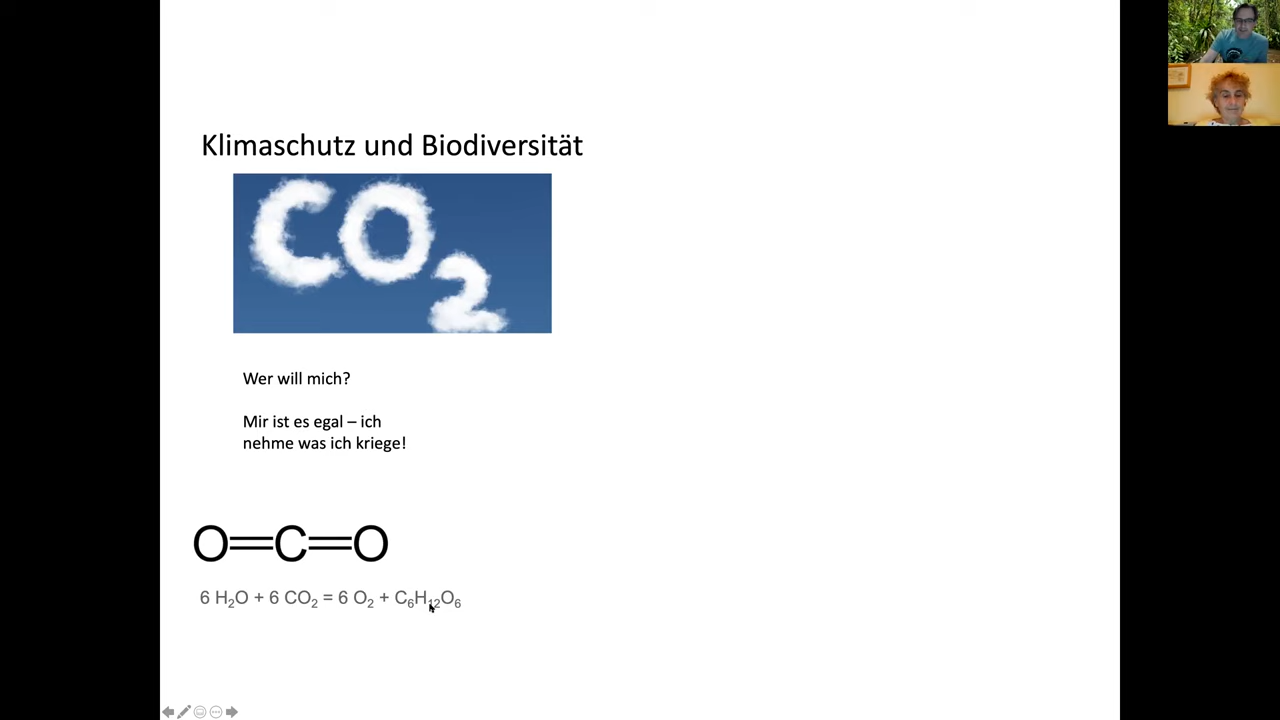 Klimaschutz und Biodiversität
CO₂
Wer will mich?
Mir ist es egal – ich
nehme was ich kriege!
O=C=O
6 H₂O + 6 CO₂ = 6 O₂ + C₆H₁₂O₆